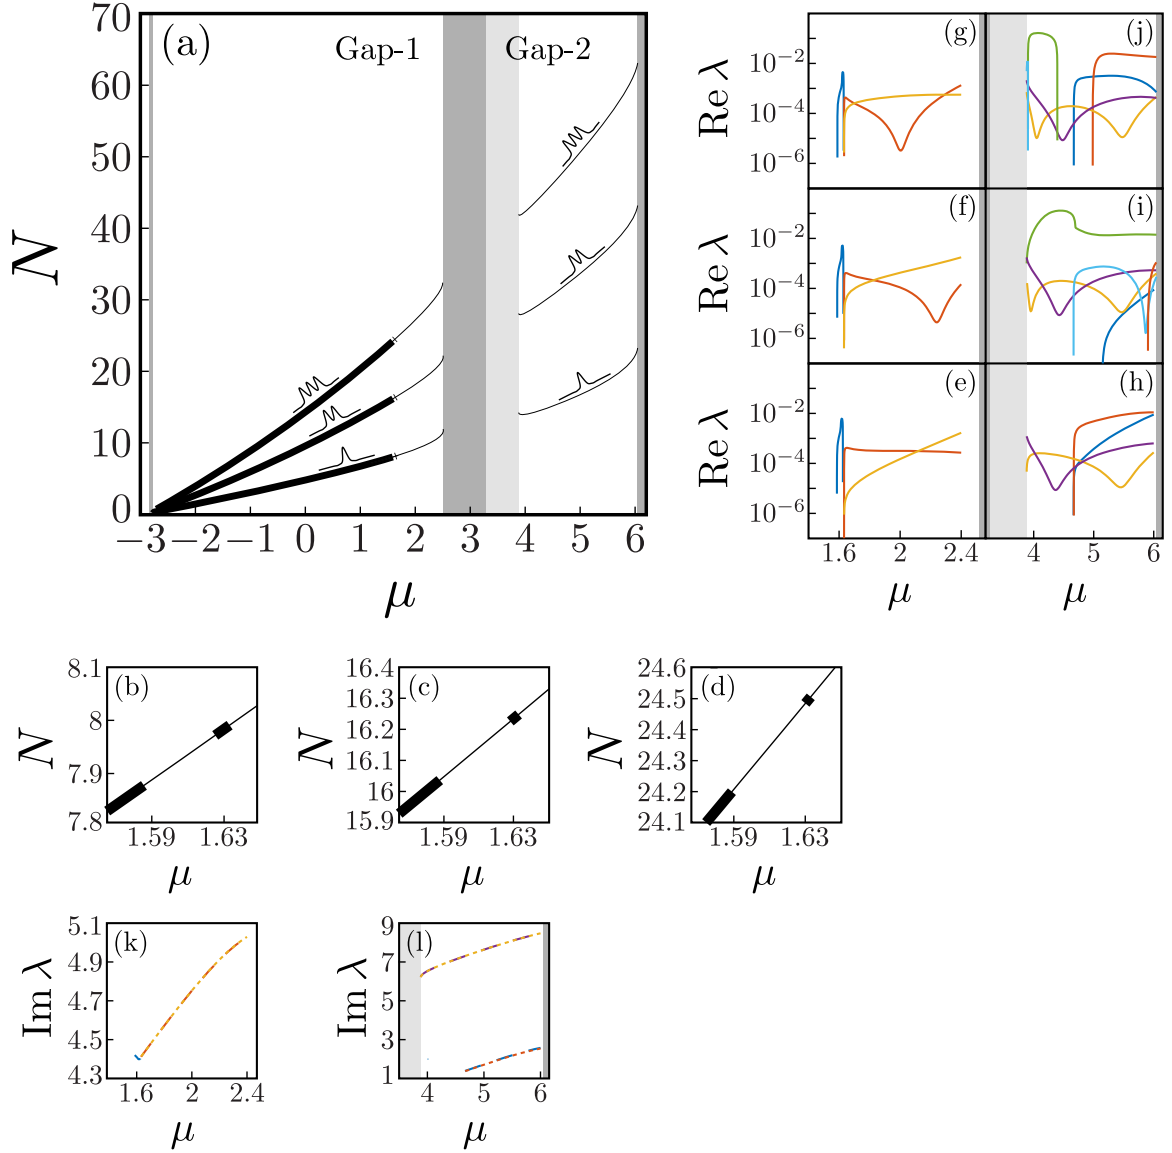 (a) Gap-1 Gap-2
70
60
50
40
30
20
10
0
N
−3 −2 −1 0 1 2 3 4 5 6
μ
(g) (j)
Re λ
10⁻²
10⁻⁴
10⁻⁶
(f) (i)
Re λ
10⁻²
10⁻⁴
10⁻⁶
(e) (h)
Re λ
10⁻²
10⁻⁴
10⁻⁶
1.6 2 2.4 4 5 6
μ μ
(b)
8.1
8
7.9
7.8
N
1.59 1.63
μ
(c)
16.4
16.3
16.2
16.1
16
15.9
N
1.59 1.63
μ
(d)
24.6
24.5
24.4
24.3
24.2
24.1
N
1.59 1.63
μ
(k)
5.1
4.9
4.7
4.5
4.3
Im λ
1.6 2 2.4
μ
(l)
9
7
5
3
1
Im λ
4 5 6
μ